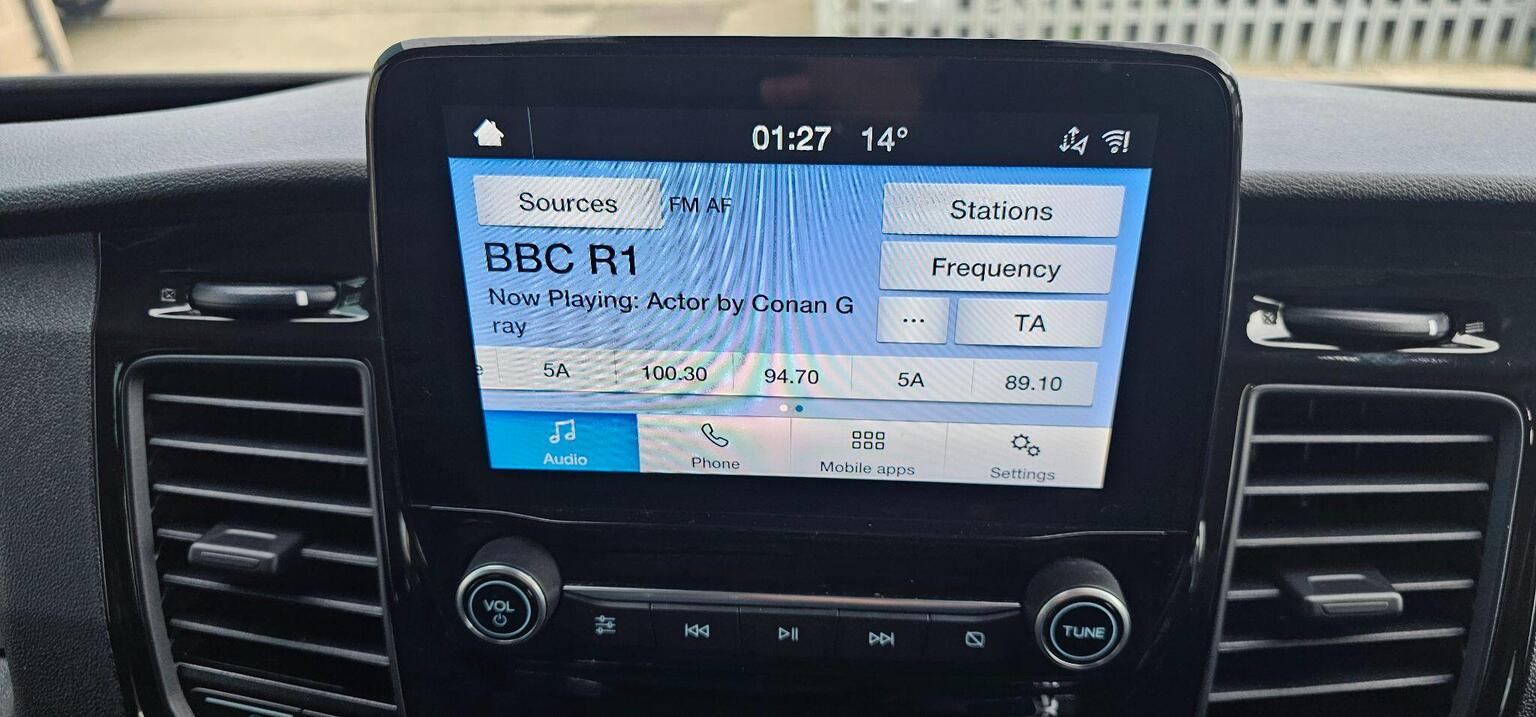 01:27 14°
Sources FM AF Stations
BBC R1
Frequency
Now Playing: Actor by Conan G
ray
... TA
e 5A 100.30 94.70 5A 89.10
Audio Phone Mobile apps Settings
VOL
TUNE